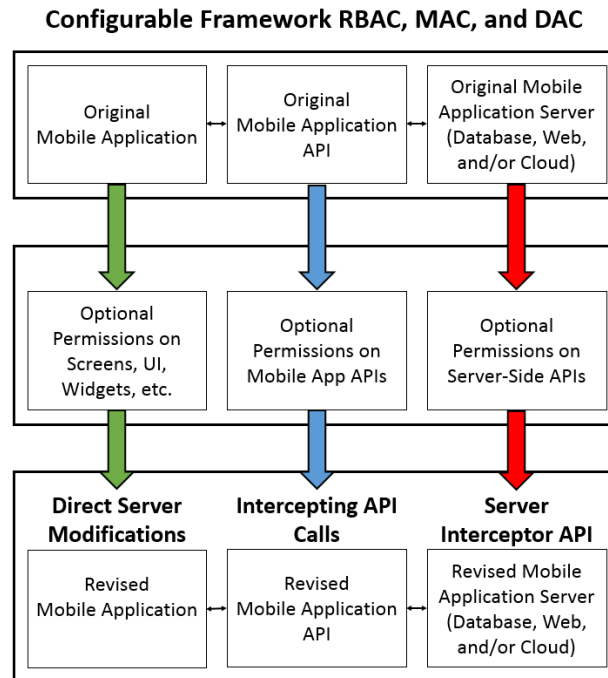 Configurable Framework RBAC, MAC, and DAC
Original
Mobile Application
Original
Mobile Application
API
Original Mobile
Application Server
(Database, Web,
and/or Cloud)
Optional
Permissions on
Screens, UI,
Widgets, etc.
Optional
Permissions on
Mobile App APIs
Optional
Permissions on
Server-Side APIs
Direct Server
Modifications
Intercepting API
Calls
Server
Interceptor API
Revised
Mobile Application
Revised
Mobile Application
API
Revised Mobile
Application Server
(Database, Web,
and/or Cloud)